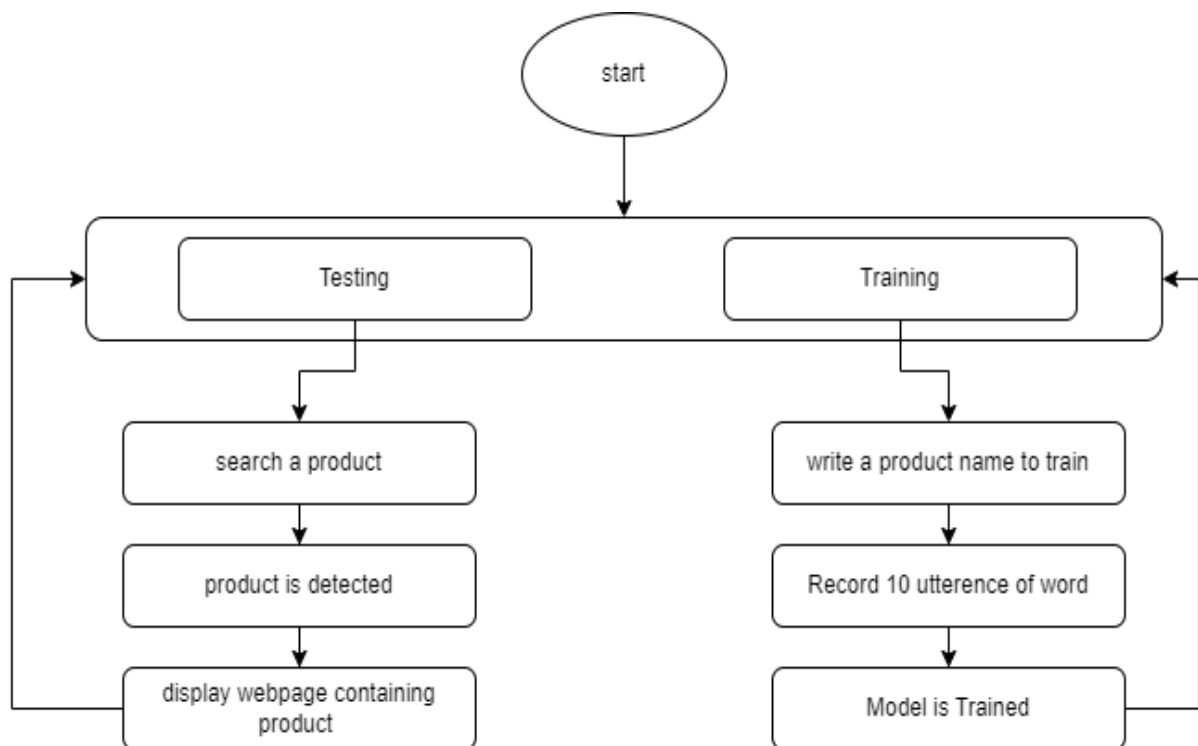 start
Testing
Training
search a product
write a product name to train
product is detected
Record 10 utterence of word
display webpage containing
product
Model is Trained